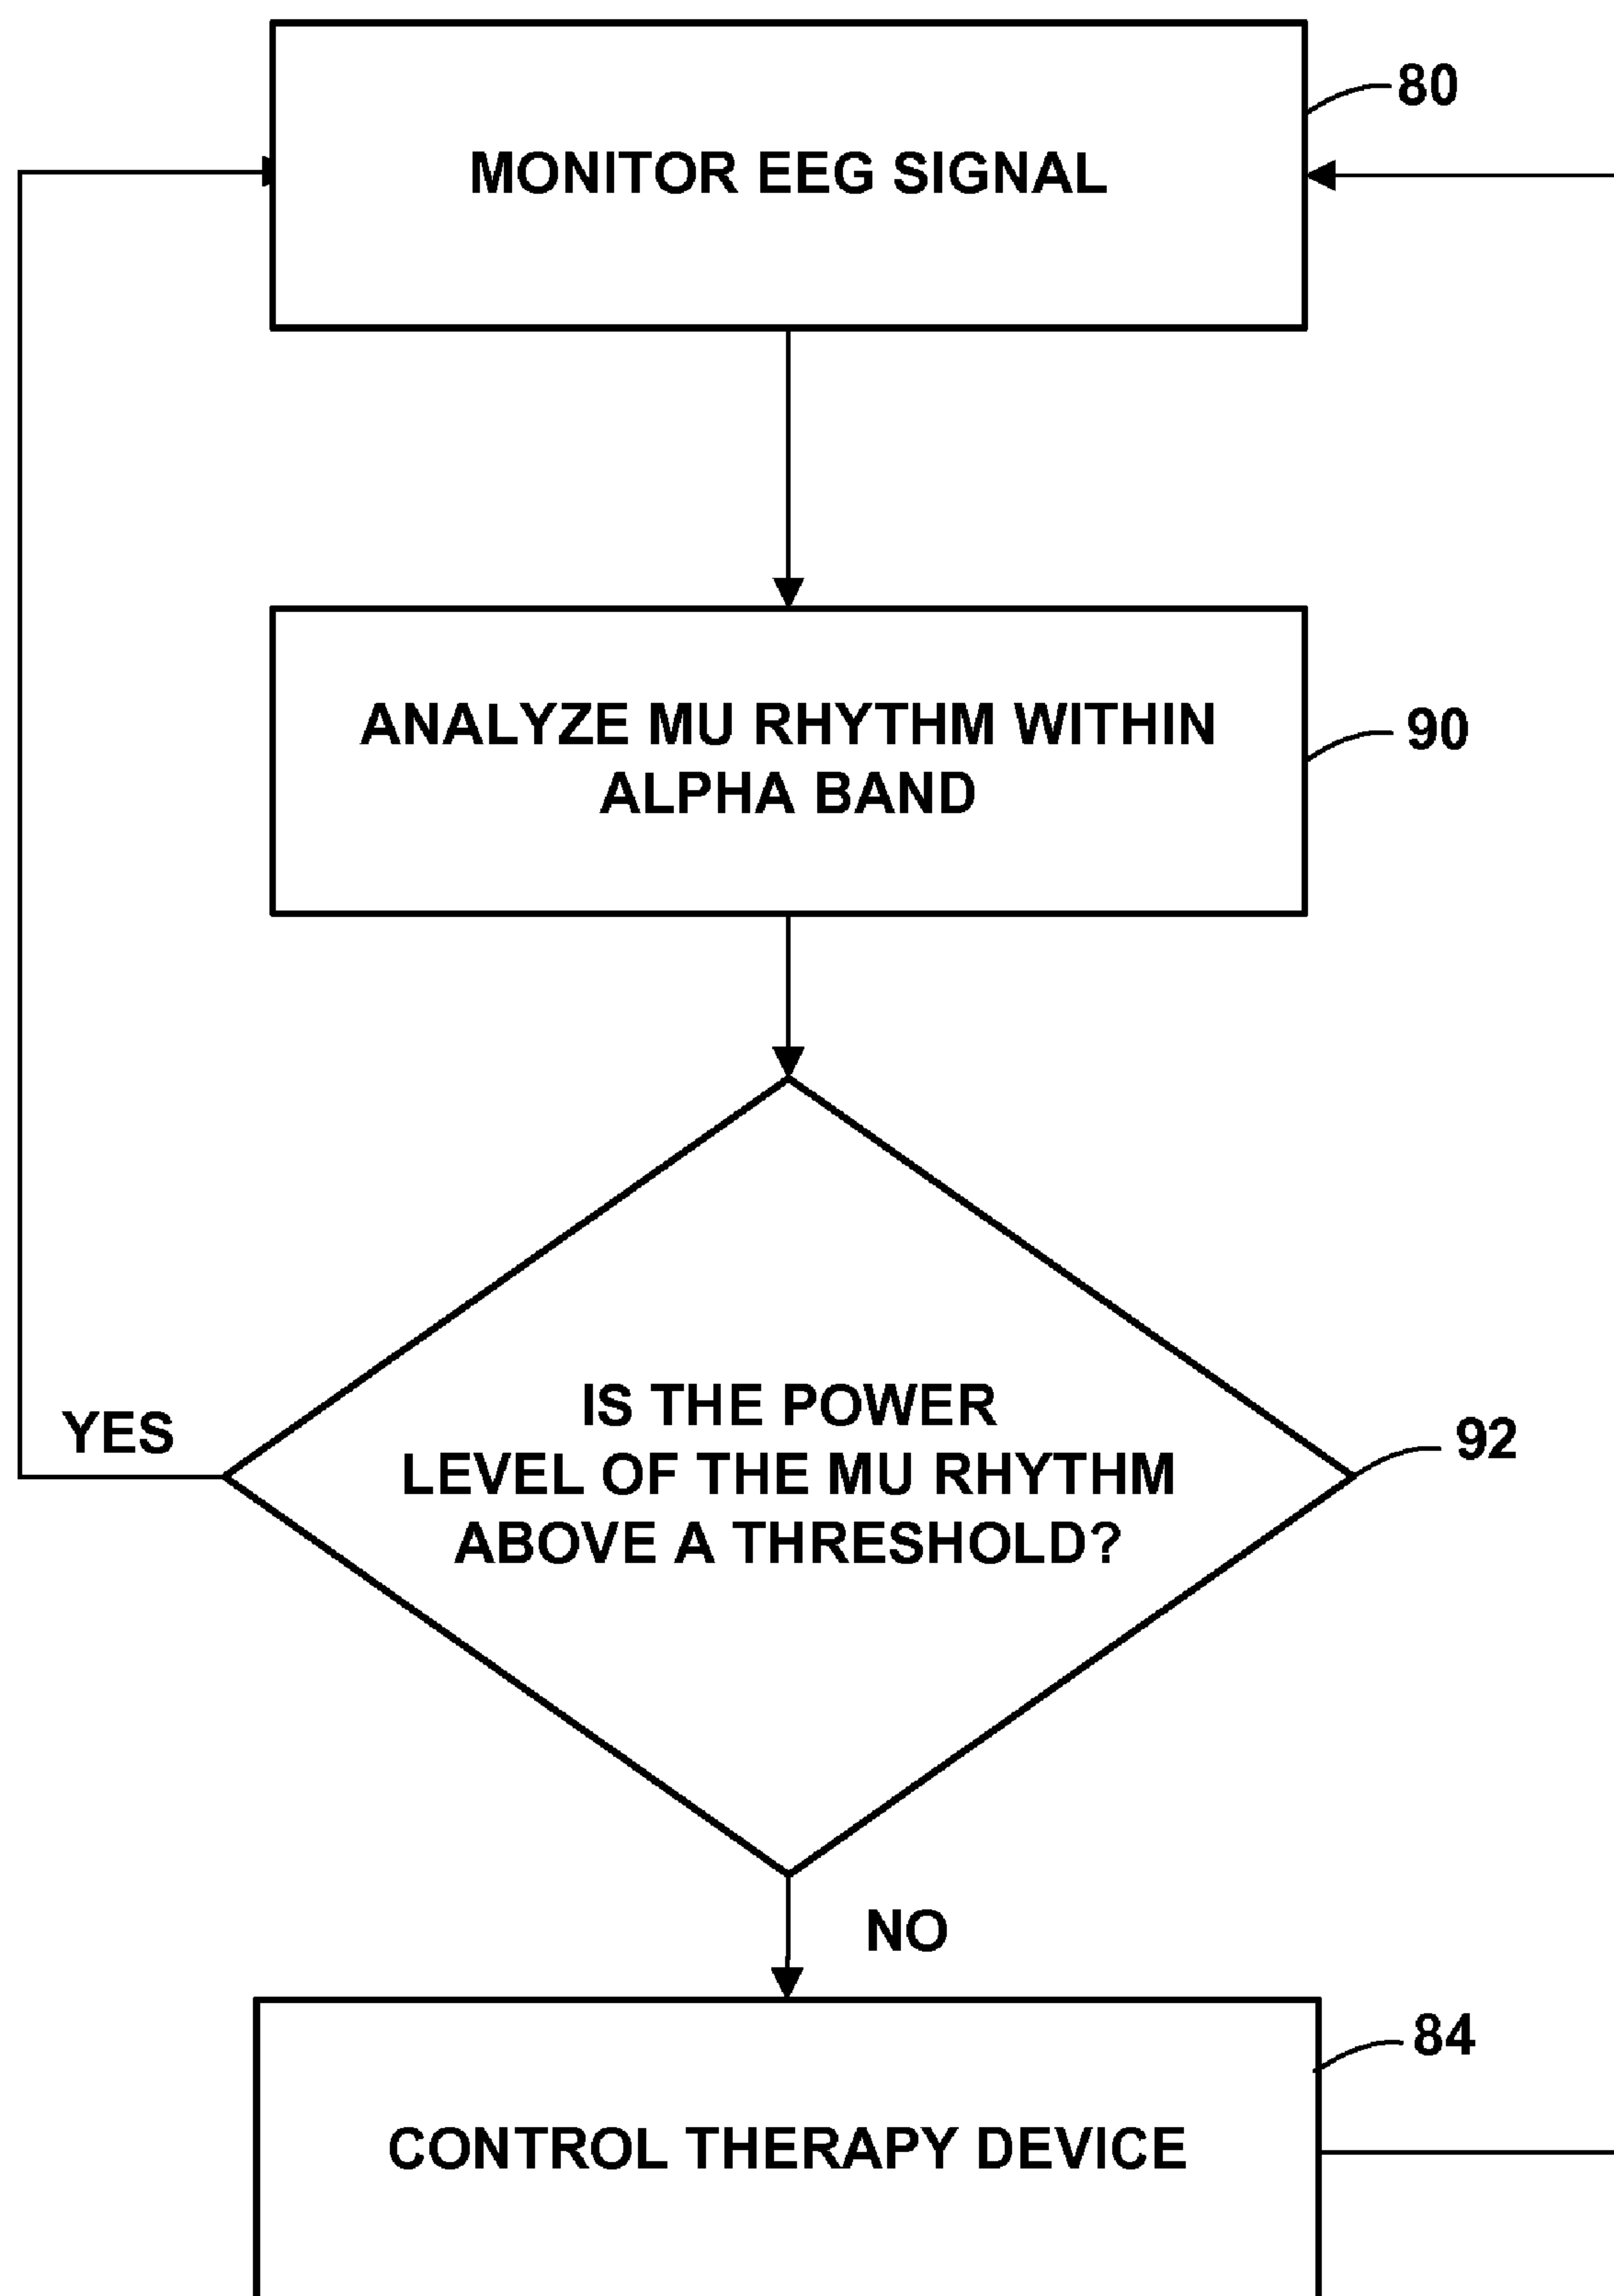 80
MONITOR EEG SIGNAL
ANALYZE MU RHYTHM WITHIN
ALPHA BAND
90
IS THE POWER
LEVEL OF THE MU RHYTHM
ABOVE A THRESHOLD?
YES
92
NO
84
CONTROL THERAPY DEVICE